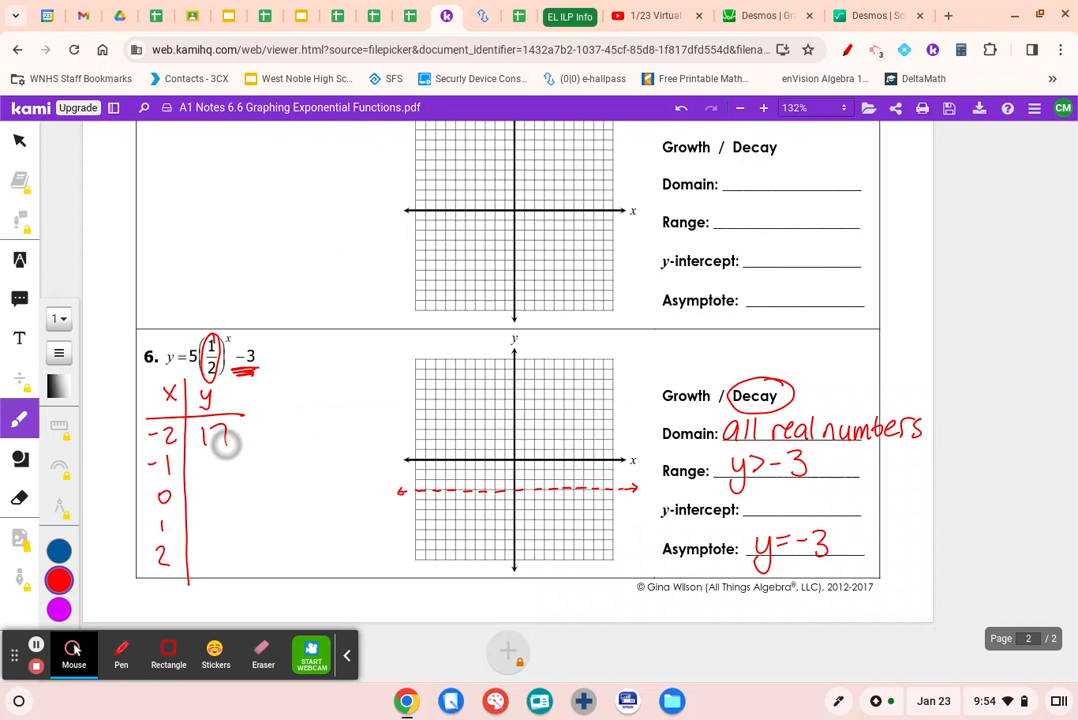 EL ILP Info
1/23 Virtual
Desmos | Gra
Desmos | Sc
web.kamihq.com/web/viewer.html?source=filepicker&document_identifier=1432a7b2-1037-45cf-85d8-1f817dfd554d&filena...
WNHS Staff Bookmarks
Contacts - 3CX
West Noble High Sc...
SFS
Securly Device Cons...
(0|0) e-hallpass
Free Printable Math...
enVision Algebra 1...
DeltaMath
kami Upgrade A1 Notes 6.6 Graphing Exponential Functions.pdf 132% CM
Growth / Decay
Domain:
x
Range:
y-intercept:
Asymptote:
6. y = 5(1/2)^x - 3
y
x y
Growth / Decay
-2 17
Domain: all real numbers
-1
x
Range: y > -3
0
y-intercept:
1
Asymptote: y = -3
2
© Gina Wilson (All Things Algebra®, LLC), 2012-2017
1
T
Page 2 / 2
Mouse
Pen
Rectangle
Stickers
Eraser
START WEBCAM
Jan 23
9:54